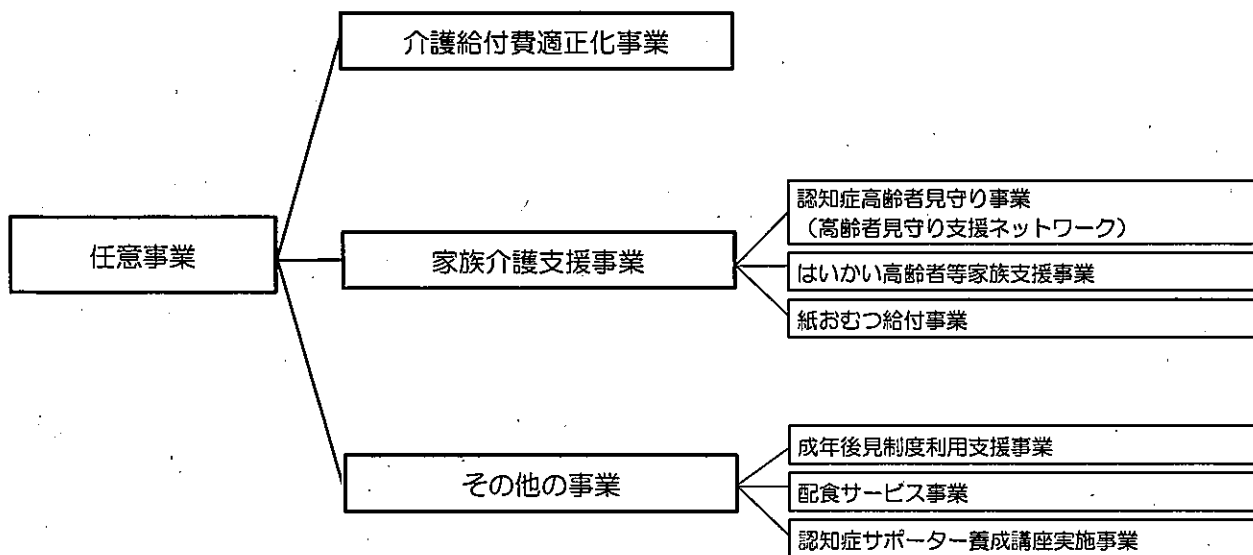 介護給付費適正化事業
任意事業
家族介護支援事業
認知症高齢者見守り事業
（高齢者見守り支援ネットワーク）
はいかい高齢者等家族支援事業
紙おむつ給付事業
その他の事業
成年後見制度利用支援事業
配食サービス事業
認知症サポーター養成講座実施事業